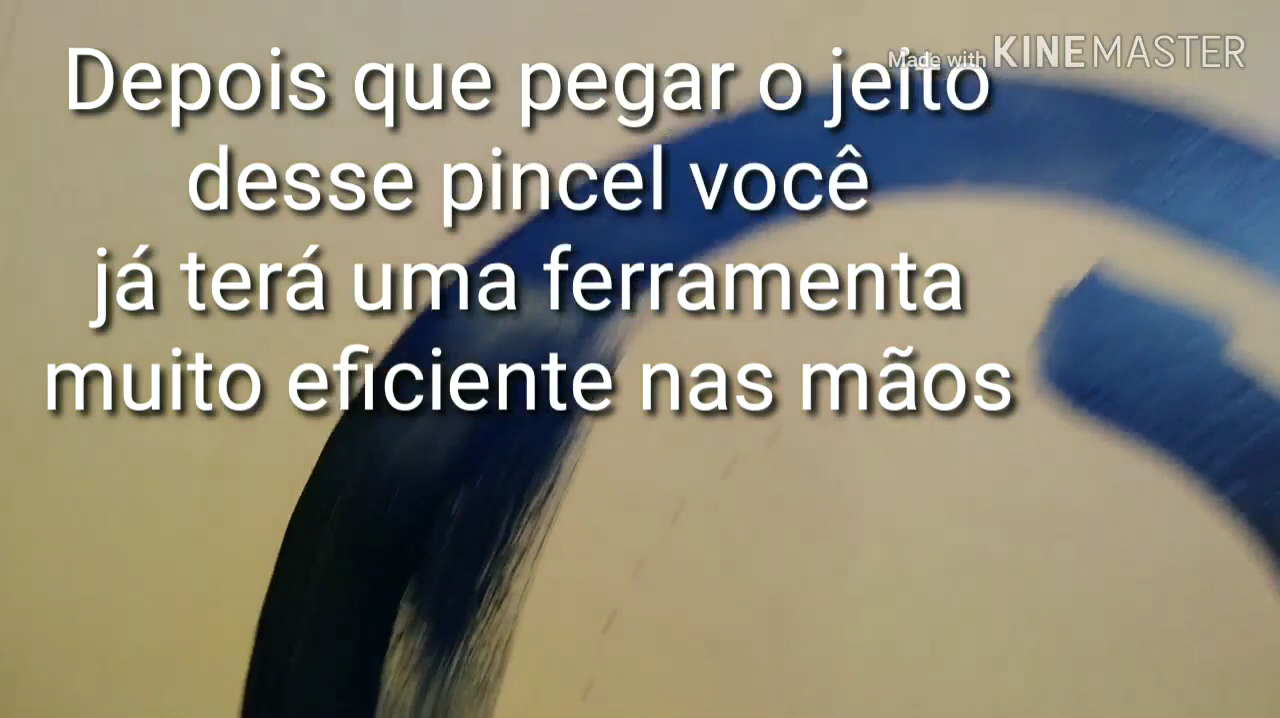 Made with KINEMASTER
Depois que pegar o jeito
desse pincel você
já terá uma ferramenta
muito eficiente nas mãos